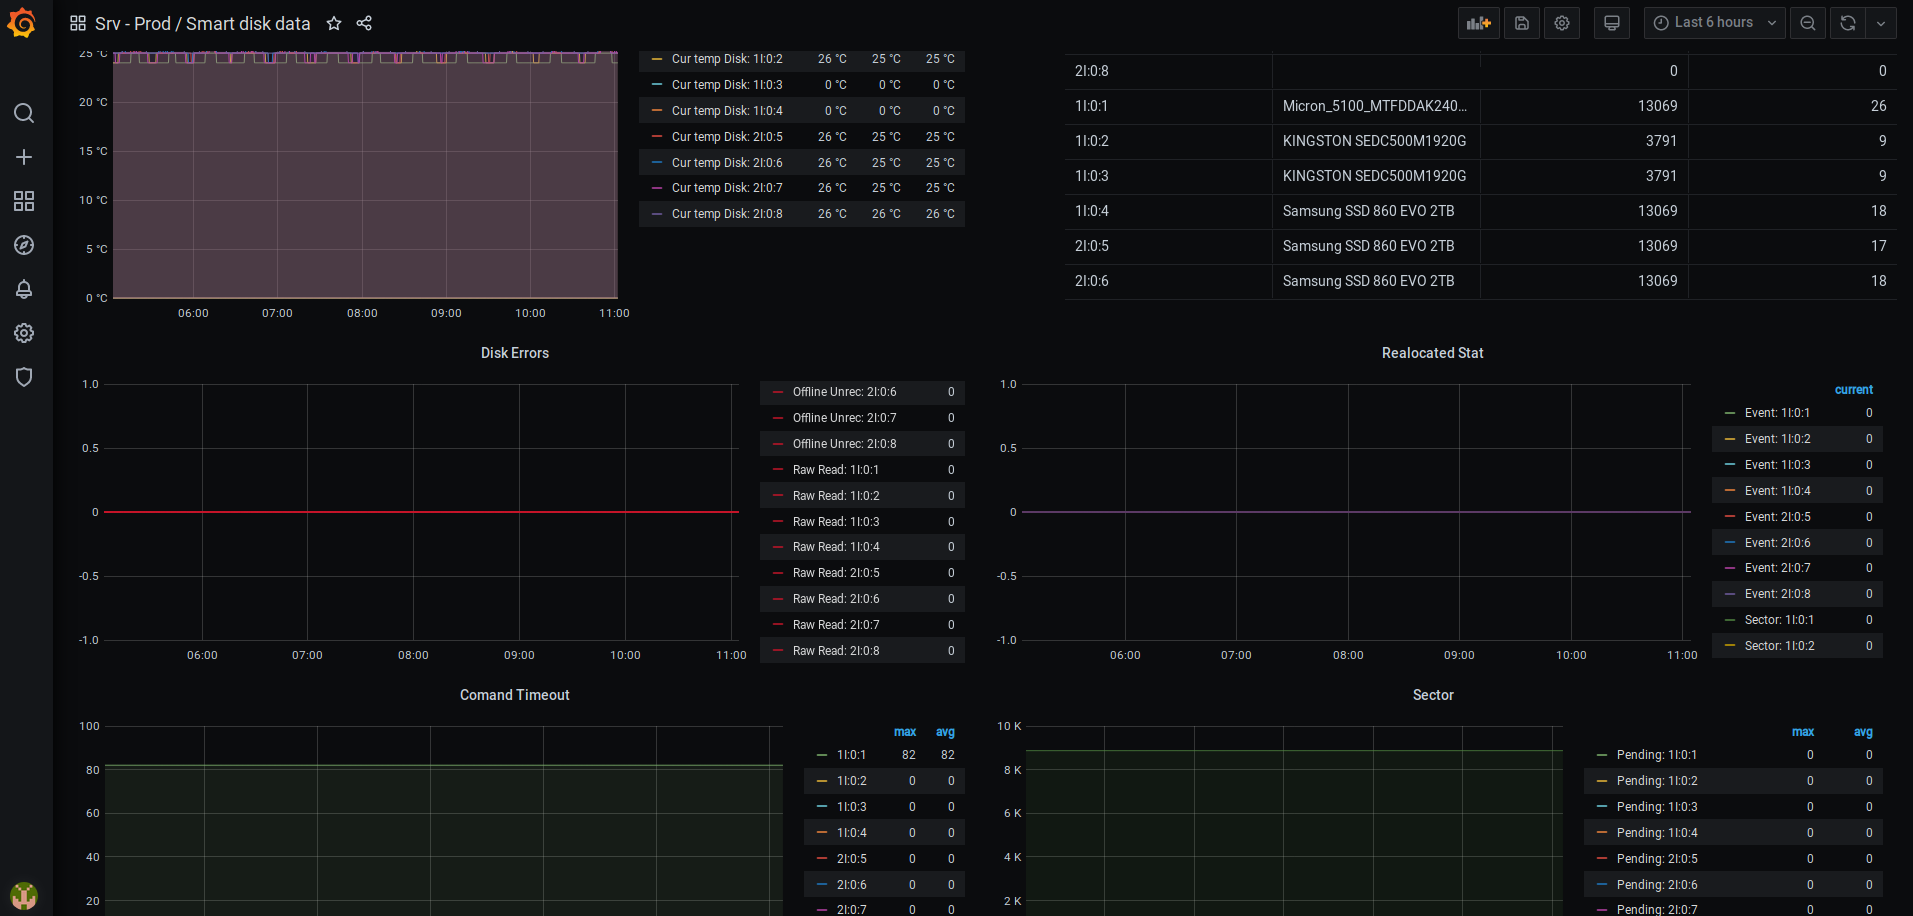 Srv - Prod / Smart disk data
Last 6 hours
25 °C
20 °C
15 °C
10 °C
5 °C
0 °C
06:00 07:00 08:00 09:00 10:00 11:00
Cur temp Disk: 1I:0:2 26 °C 25 °C 25 °C
Cur temp Disk: 1I:0:3 0 °C 0 °C 0 °C
Cur temp Disk: 1I:0:4 0 °C 0 °C 0 °C
Cur temp Disk: 2I:0:5 26 °C 25 °C 25 °C
Cur temp Disk: 2I:0:6 26 °C 25 °C 25 °C
Cur temp Disk: 2I:0:7 26 °C 25 °C 25 °C
Cur temp Disk: 2I:0:8 26 °C 26 °C 26 °C
2I:0:8 0 0
1I:0:1 Micron_5100_MTFDDAK240... 13069 26
1I:0:2 KINGSTON SEDC500M1920G 3791 9
1I:0:3 KINGSTON SEDC500M1920G 3791 9
1I:0:4 Samsung SSD 860 EVO 2TB 13069 18
2I:0:5 Samsung SSD 860 EVO 2TB 13069 17
2I:0:6 Samsung SSD 860 EVO 2TB 13069 18
Disk Errors
1.0
0.5
0
-0.5
-1.0
06:00 07:00 08:00 09:00 10:00 11:00
Offline Unrec: 2I:0:6 0
Offline Unrec: 2I:0:7 0
Offline Unrec: 2I:0:8 0
Raw Read: 1I:0:1 0
Raw Read: 1I:0:2 0
Raw Read: 1I:0:3 0
Raw Read: 1I:0:4 0
Raw Read: 2I:0:5 0
Raw Read: 2I:0:6 0
Raw Read: 2I:0:7 0
Raw Read: 2I:0:8 0
Realocated Stat
1.0
0.5
0
-0.5
-1.0
06:00 07:00 08:00 09:00 10:00 11:00
current
Event: 1I:0:1 0
Event: 1I:0:2 0
Event: 1I:0:3 0
Event: 1I:0:4 0
Event: 2I:0:5 0
Event: 2I:0:6 0
Event: 2I:0:7 0
Event: 2I:0:8 0
Sector: 1I:0:1 0
Sector: 1I:0:2 0
Comand Timeout
100
80
60
40
20
max avg
1I:0:1 82 82
1I:0:2 0 0
1I:0:3 0 0
1I:0:4 0 0
2I:0:5 0 0
2I:0:6 0 0
2I:0:7 0 0
Sector
10 K
8 K
6 K
4 K
2 K
max avg
Pending: 1I:0:1 0 0
Pending: 1I:0:2 0 0
Pending: 1I:0:3 0 0
Pending: 1I:0:4 0 0
Pending: 2I:0:5 0 0
Pending: 2I:0:6 0 0
Pending: 2I:0:7 0 0